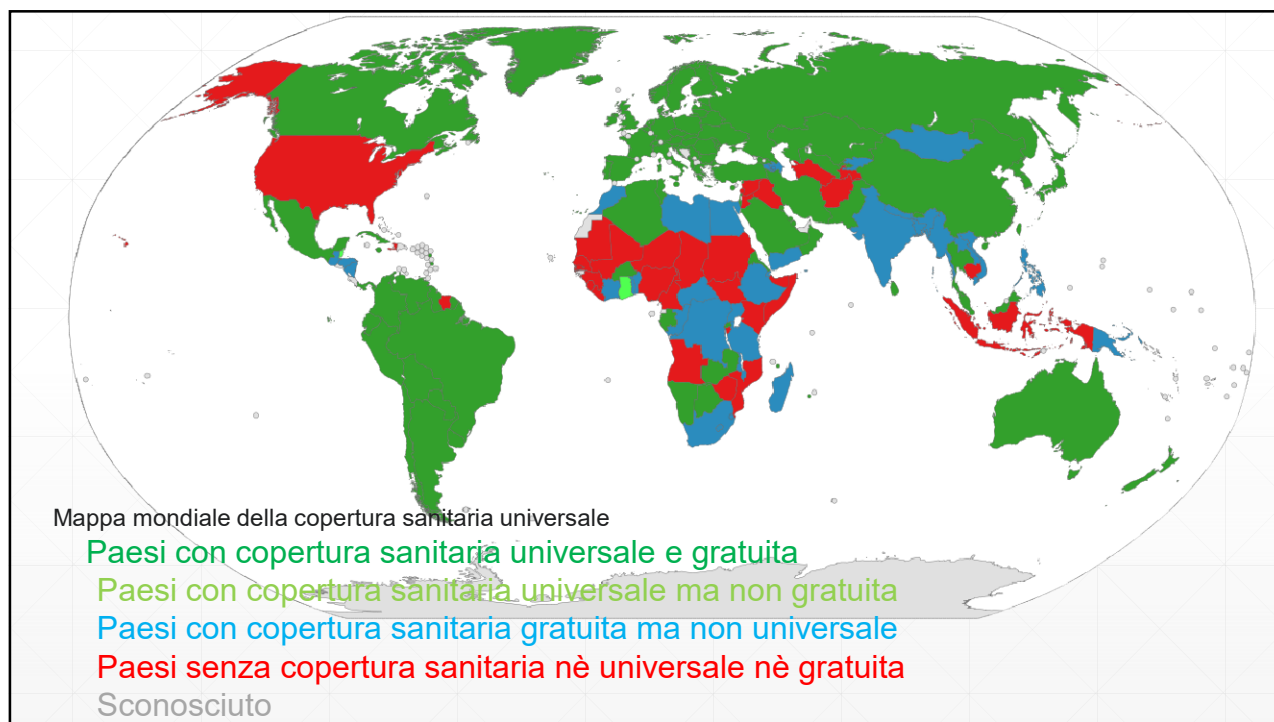 Mappa mondiale della copertura sanitaria universale
Paesi con copertura sanitaria universale e gratuita
Paesi con copertura sanitaria universale ma non gratuita
Paesi con copertura sanitaria gratuita ma non universale
Paesi senza copertura sanitaria nè universale nè gratuita
Sconosciuto